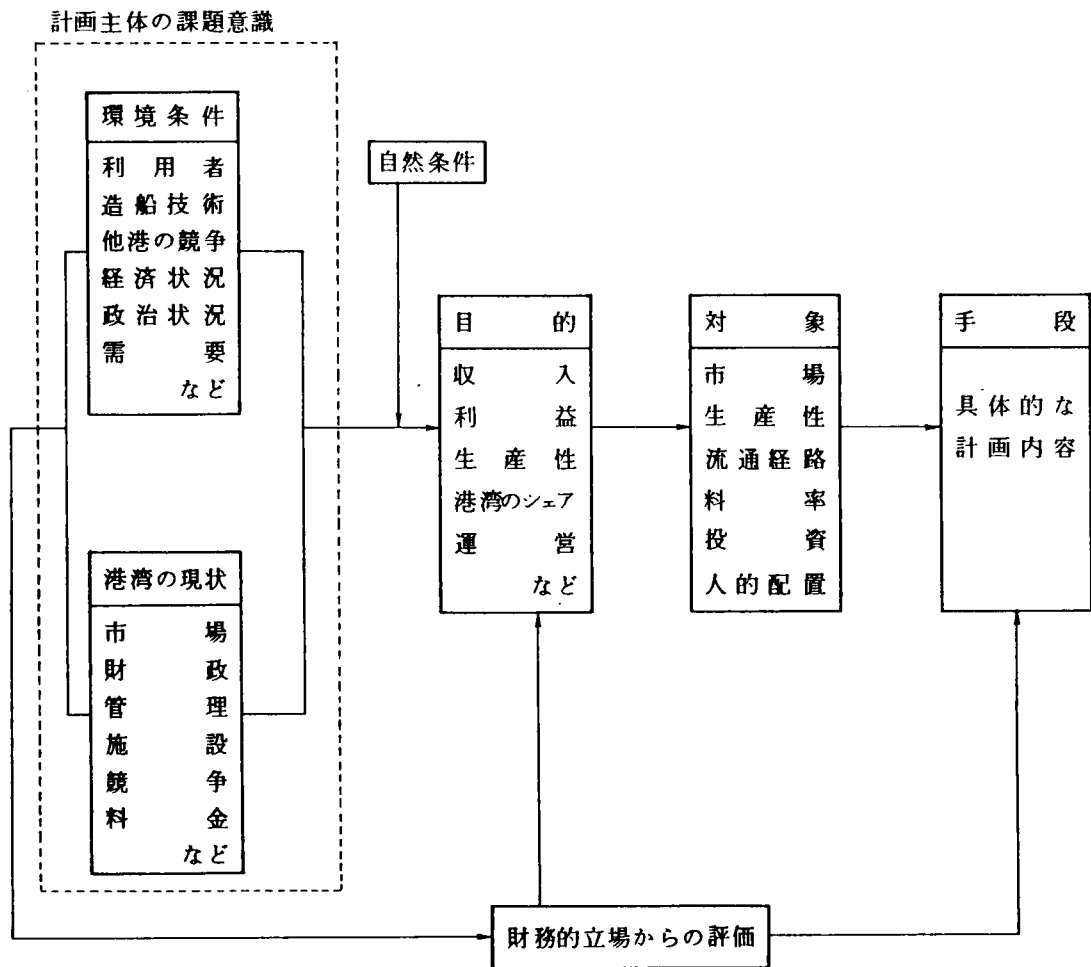 計画主体の課題意識
環境条件
利用者
造船技術
他港の競争
経済状況
政治状況
需要
など
港湾の現状
市場
財政
管理
施設
競争
料金
など
自然条件
目的
収入
利益
生産性
港湾のシェア
運営
など
対象
市場
生産性
流通経路
料率
投資
人的配置
手段
具体的な
計画内容
財務的立場からの評価